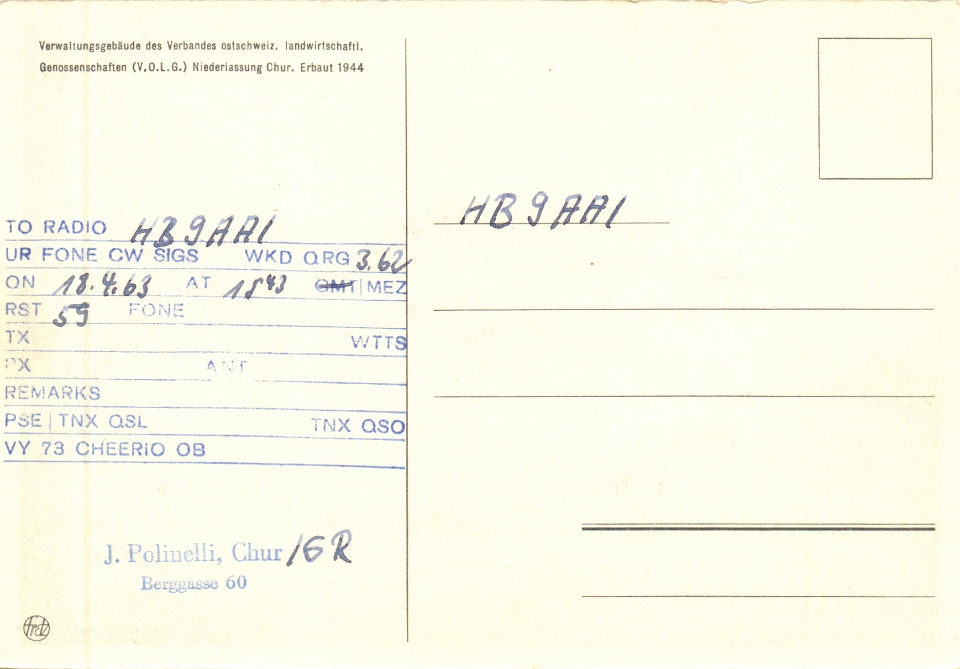 Verwaltungsgebäude des Verbandes ostschweiz. landwirtschaftl.
Genossenschaften (V.O.L.G.) Niederlassung Chur. Erbaut 1944
HB9AAI
TO RADIO HB9AAI
UR FONE CW SIGS WKD QRG 3.62
ON 18.4.63 AT 1843 GMT|MEZ
RST 59 FONE
TX WTTS
RX ANT
REMARKS
PSE|TNX QSL TNX QSO
VY 73 CHEERIO OB
J. Polinelli, Chur /GR
Berggasse 60